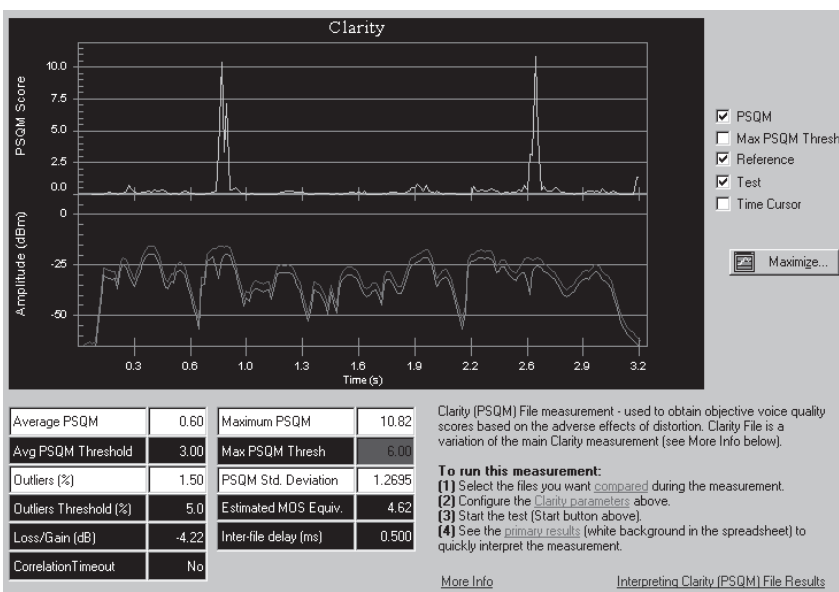 Clarity
PSQM Score
10.0
7.5
5.0
2.5
0.0
Amplitude (dBm)
0
-25
-50
0.3 0.6 1.0 1.3 1.6 1.9 2.2 2.6 2.9 3.2
Time (s)
PSQM
Max PSQM Thresh
Reference
Test
Time Cursor
Maximize...
Average PSQM 0.60
Avg PSQM Threshold 3.00
Outliers (%) 1.50
Outliers Threshold (%) 5.0
Loss/Gain (dB) -4.22
CorrelationTimeout No
Maximum PSQM 10.82
Max PSQM Thresh 6.00
PSQM Std. Deviation 1.2695
Estimated MOS Equiv. 4.62
Inter-file delay (ms) 0.500
Clarity (PSQM) File measurement - used to obtain objective voice quality
scores based on the adverse effects of distortion. Clarity File is a
variation of the main Clarity measurement (see More Info below).
To run this measurement:
(1) Select the files you want compared during the measurement.
(2) Configure the Clarity parameters above.
(3) Start the test (Start button above).
(4) See the primary results (white background in the spreadsheet) to
quickly interpret the measurement.
More Info Interpreting Clarity (PSQM) File Results